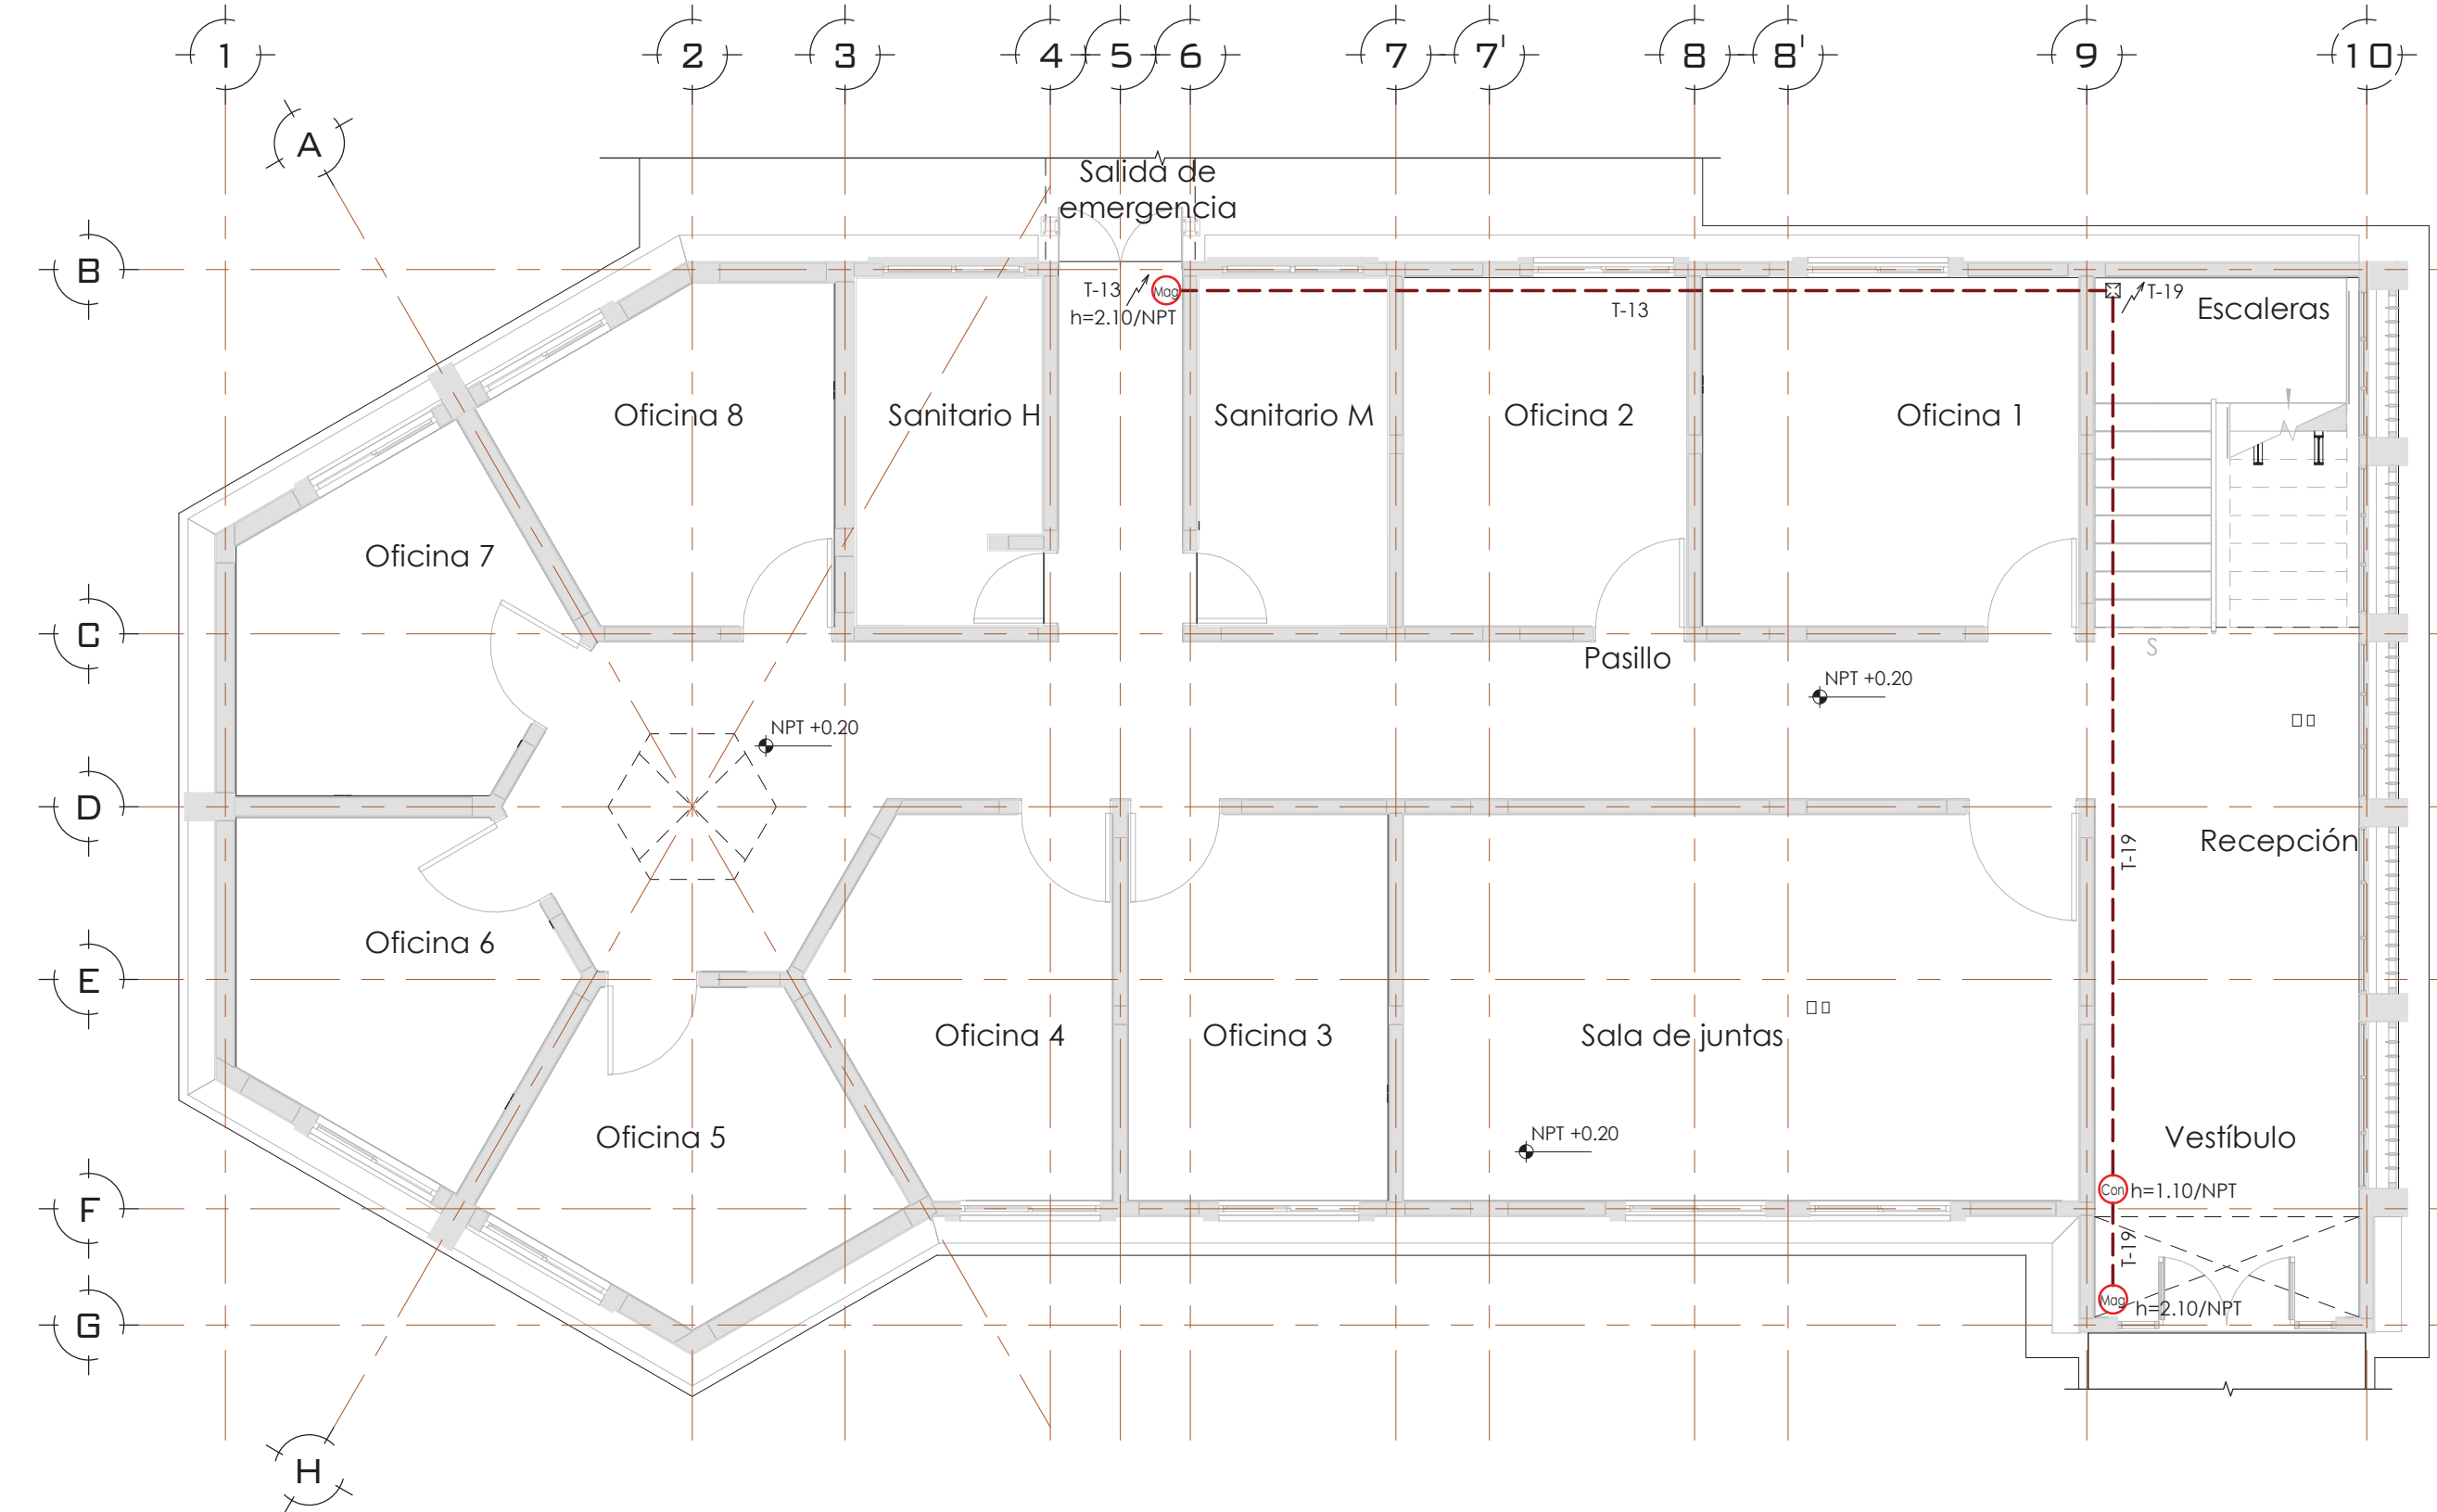 1
2
3
4
5
6
7
7'
8
8'
9
10
A
Salida de
emergencia
B
T-13
Mag
h=2.10/NPT
T-13
T-19
Escaleras
Oficina 8
Sanitario H
Sanitario M
Oficina 2
Oficina 1
Oficina 7
C
Pasillo
S
NPT +0.20
NPT +0.20
D
Recepción
T-19
Oficina 6
E
Oficina 4
Oficina 3
Sala de juntas
Oficina 5
NPT +0.20
Vestíbulo
Con
h=1.10/NPT
F
T-19
Mag
h=2.10/NPT
G
H